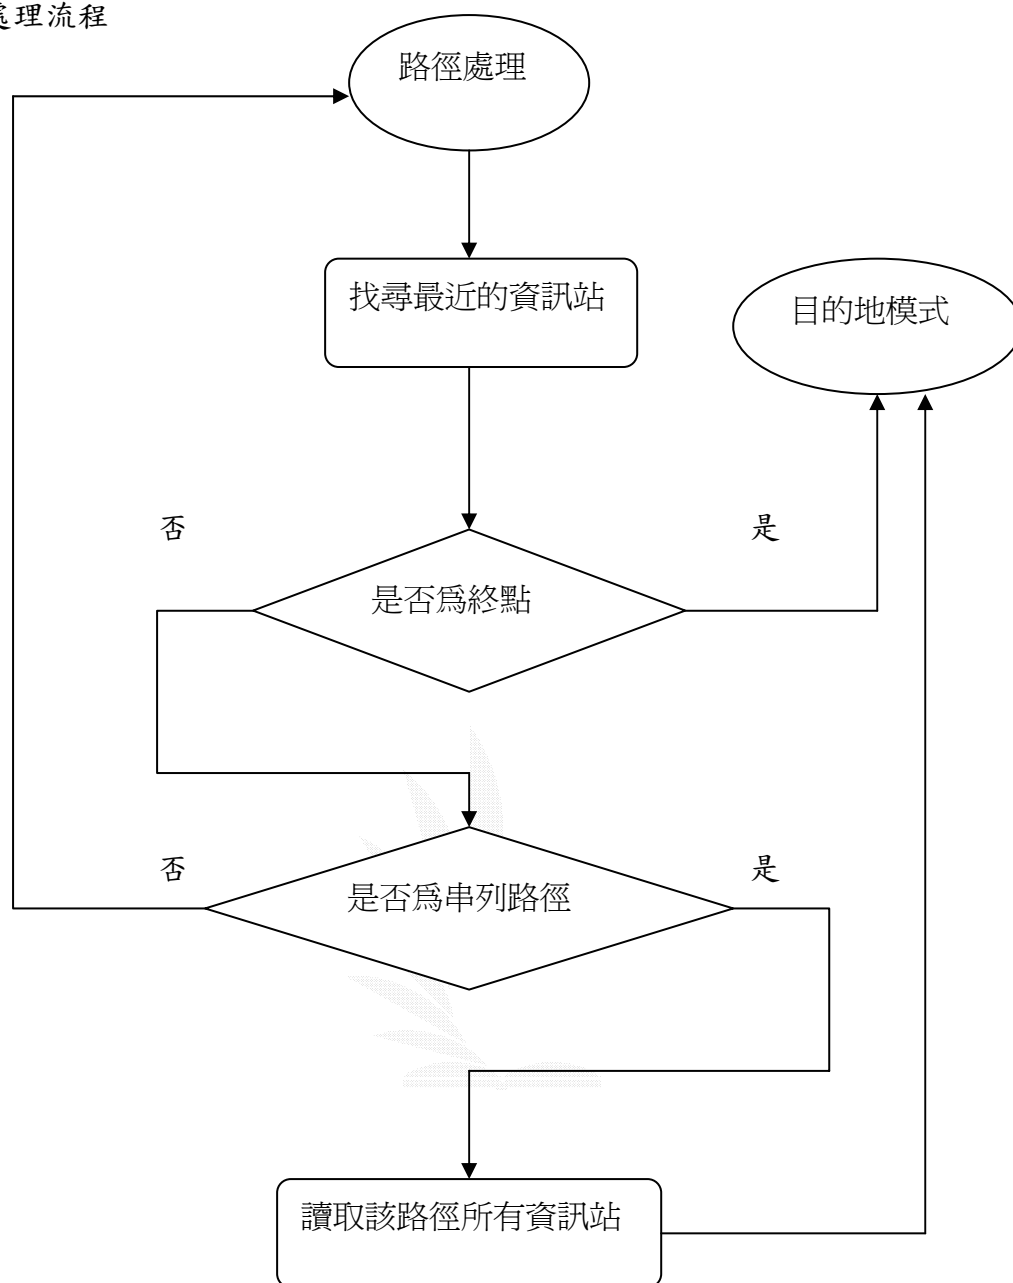 處理流程
路徑處理
找尋最近的資訊站
目的地模式
否
是
是否為終點
否
是
是否為串列路徑
讀取該路徑所有資訊站